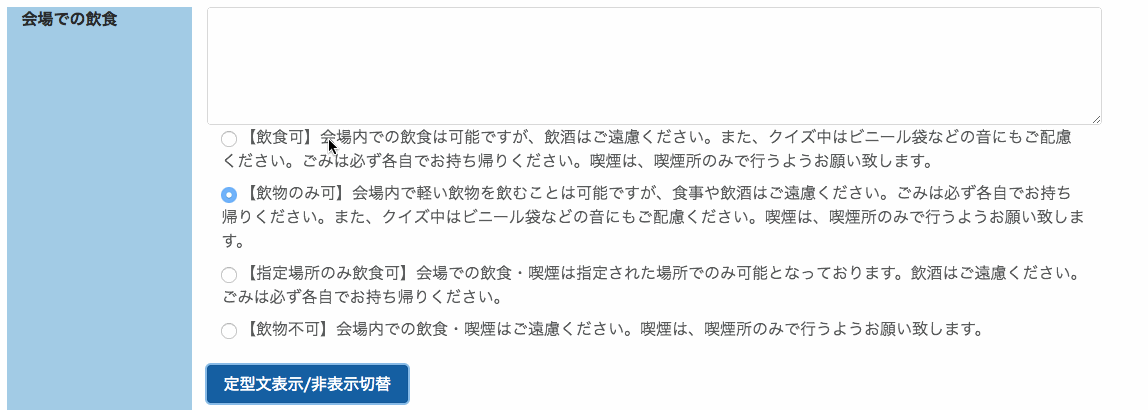 会場での飲食
【飲食可】会場内での飲食は可能ですが、飲酒はご遠慮ください。また、クイズ中はビニール袋などの音にもご配慮
ください。ごみは必ず各自でお持ち帰りください。喫煙は、喫煙所のみで行うようお願い致します。
【飲物のみ可】会場内で軽い飲物を飲むことは可能ですが、食事や飲酒はご遠慮ください。ごみは必ず各自でお持ち
帰りください。また、クイズ中はビニール袋などの音にもご配慮ください。喫煙は、喫煙所のみで行うようお願い致しま
す。
【指定場所のみ飲食可】会場での飲食・喫煙は指定された場所でのみ可能となっております。飲酒はご遠慮ください。
ごみは必ず各自でお持ち帰りください。
【飲物不可】会場内での飲食・喫煙はご遠慮ください。喫煙は、喫煙所のみで行うようお願い致します。
定型文表示/非表示切替